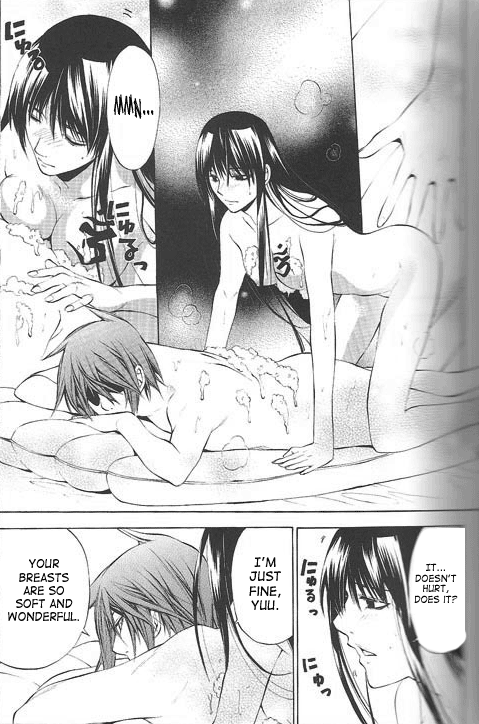 にゅる
にゅるっ
MMN...
IT...
DOESN'T
HURT,
DOES IT?
にゅるっ
にゅる
I'M
JUST
FINE,
YUU.
YOUR
BREASTS
ARE SO
SOFT AND
WONDERFUL..